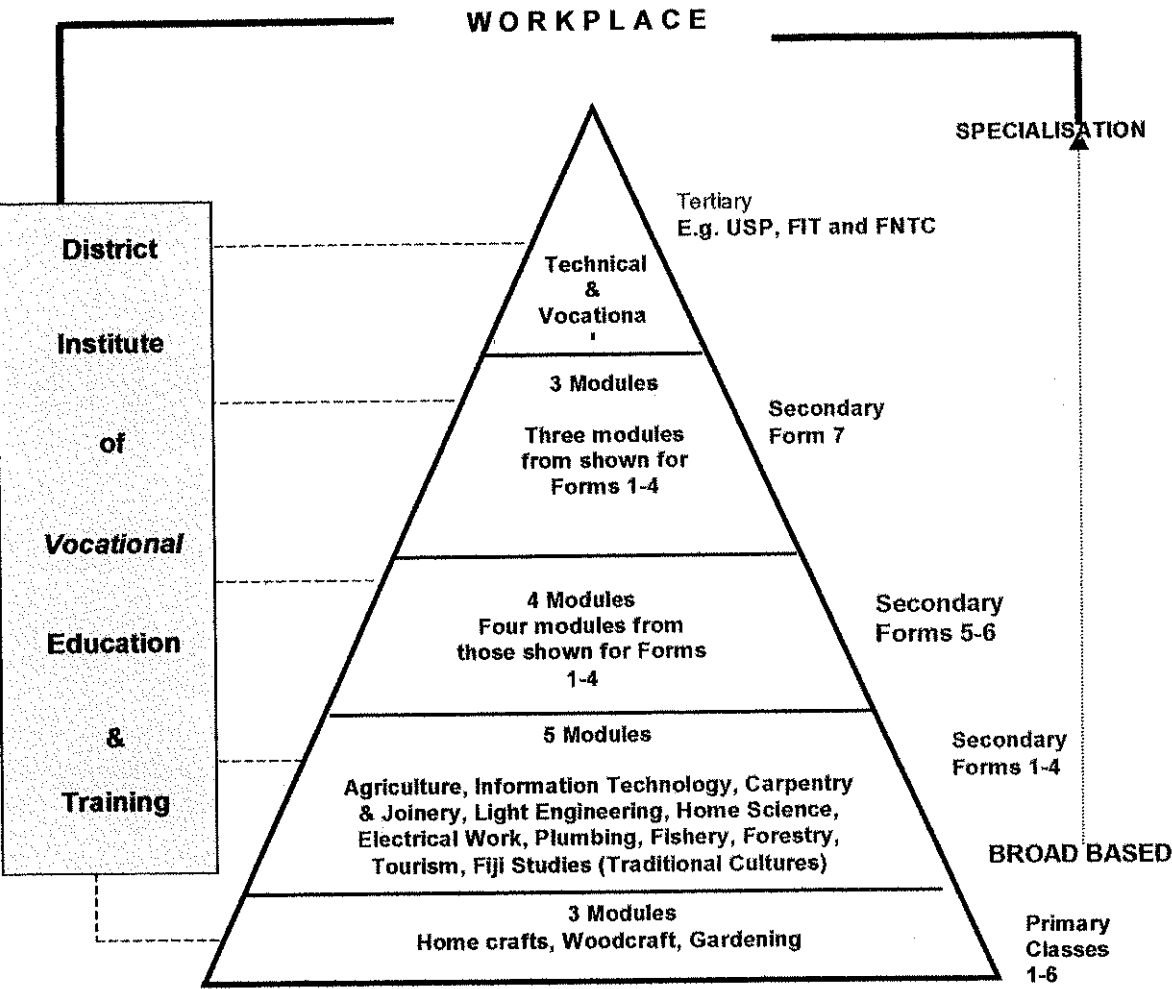 WORKPLACE
SPECIALISATION
Tertiary
E.g. USP, FIT and FNTC
District
Institute
of
Vocational
Education
&
Training
Technical
&
Vocationa
l
3 Modules
Three modules
from shown for
Forms 1-4
Secondary
Form 7
4 Modules
Four modules from
those shown for Forms
1-4
Secondary
Forms 5-6
5 Modules
Agriculture, Information Technology, Carpentry
& Joinery, Light Engineering, Home Science,
Electrical Work, Plumbing, Fishery, Forestry,
Tourism, Fiji Studies (Traditional Cultures)
Secondary
Forms 1-4
BROAD BASED
3 Modules
Home crafts, Woodcraft, Gardening
Primary
Classes
1-6